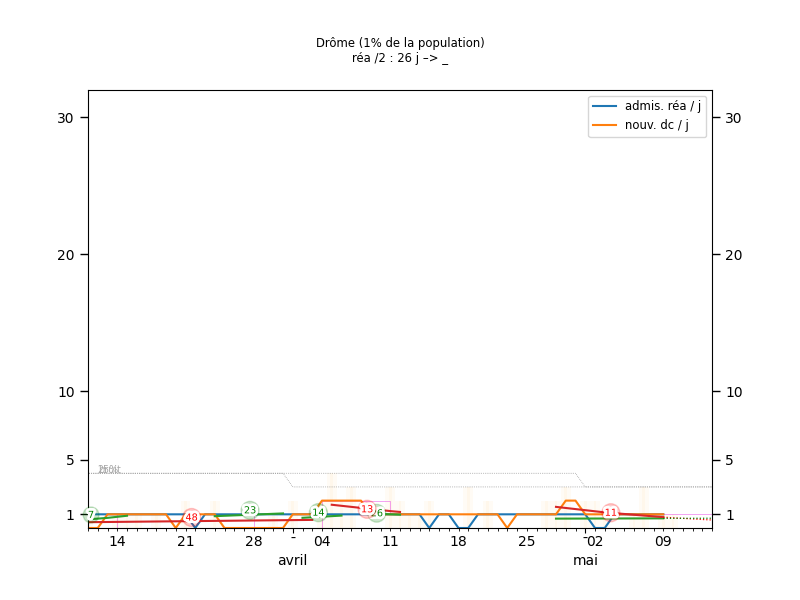 Drôme (1% de la population)
réa /2 : 26 j –> _
admis. réa / j
nouv. dc / j
30 30
20 20
10 10
5 5
1 1
7 48 23 14 13 11
14 21 28 - 04 11 18 25 - 02 09
avril mai